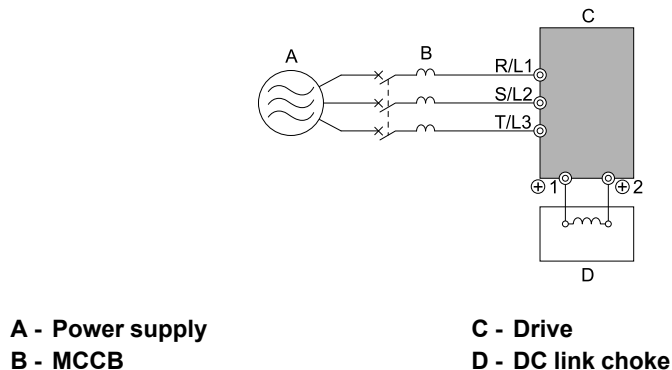 C
A
B
R/L1
S/L2
T/L3
⊕ 1
⊕ 2
D
A - Power supply
B - MCCB
C - Drive
D - DC link choke